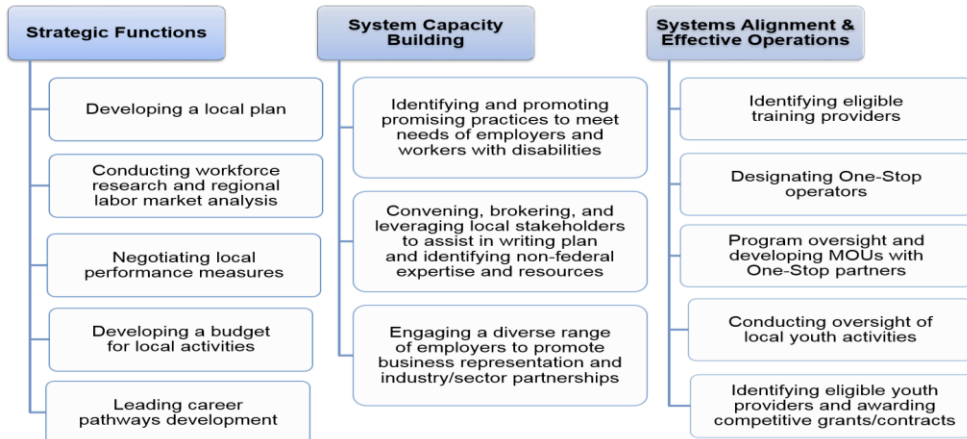 Strategic Functions
Developing a local plan
Conducting workforce
research and regional
labor market analysis
Negotiating local
performance measures
Developing a budget
for local activities
Leading career
pathways development
System Capacity
Building
Identifying and promoting
promising practices to meet
needs of employers and
workers with disabilities
Convening, brokering, and
leveraging local stakeholders
to assist in writing plan
and identifying non-federal
expertise and resources
Engaging a diverse range
of employers to promote
business representation and
industry/sector partnerships
Systems Alignment &
Effective Operations
Identifying eligible
training providers
Designating One-Stop
operators
Program oversight and
developing MOUs with
One-Stop partners
Conducting oversight of
local youth activities
Identifying eligible youth
providers and awarding
competitive grants/contracts